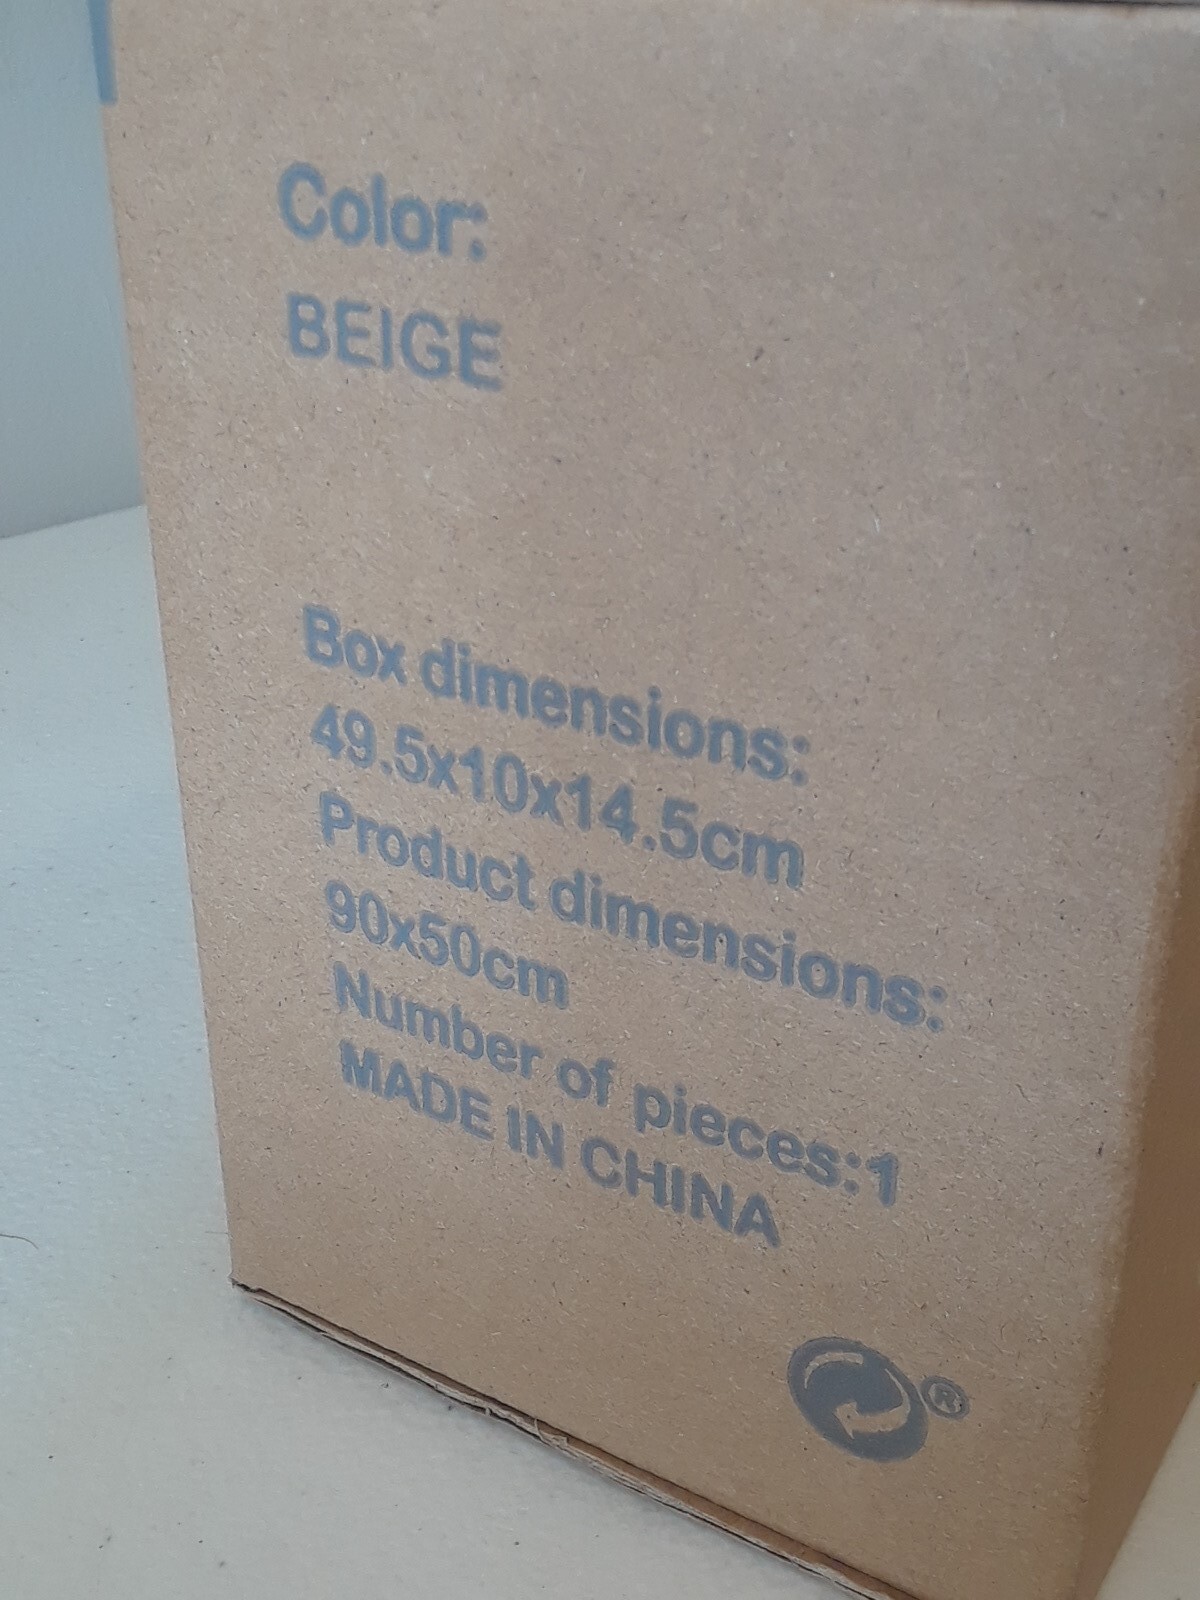 Color:
BEIGE
Box dimensions:
49.5x10x14.5cm
Product dimensions:
90x50cm
Number of pieces:1
MADE IN CHINA
®